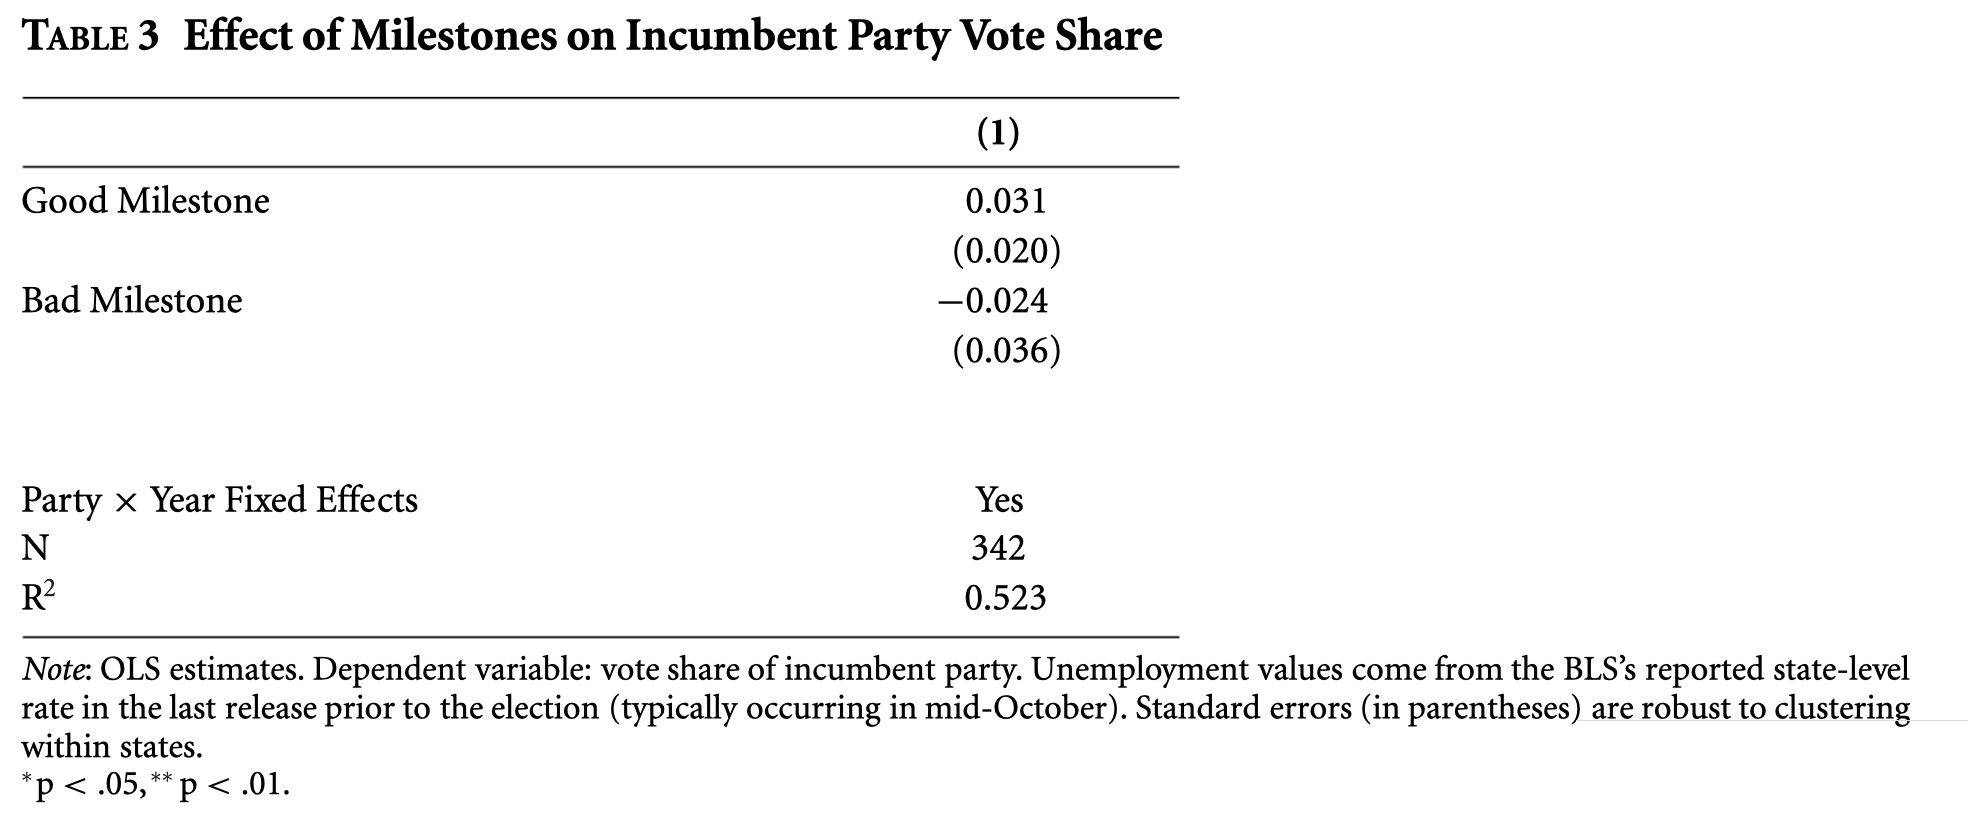 TABLE 3 Effect of Milestones on Incumbent Party Vote Share
(1)
Good Milestone 0.031
(0.020)
Bad Milestone −0.024
(0.036)
Party × Year Fixed Effects Yes
N 342
R² 0.523
Note: OLS estimates. Dependent variable: vote share of incumbent party. Unemployment values come from the BLS’s reported state-level
rate in the last release prior to the election (typically occurring in mid-October). Standard errors (in parentheses) are robust to clustering
within states.
*p < .05,** p < .01.